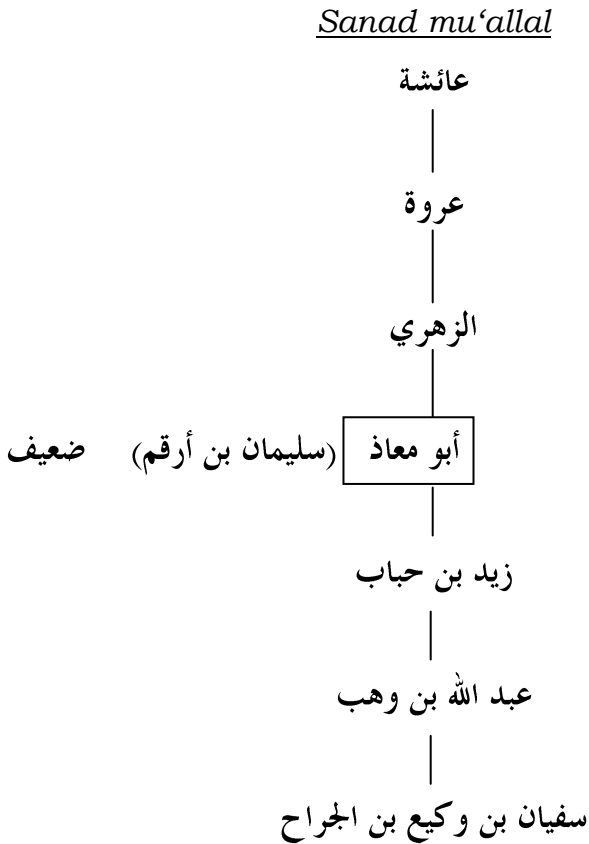 Sanad mu‘allal
عائشة
عروة
الزهري
أبو معاذ (سليمان بن أرقم) ضعيف
زيد بن حباب
عبد الله بن وهب
سفيان بن وكيع بن الجراح